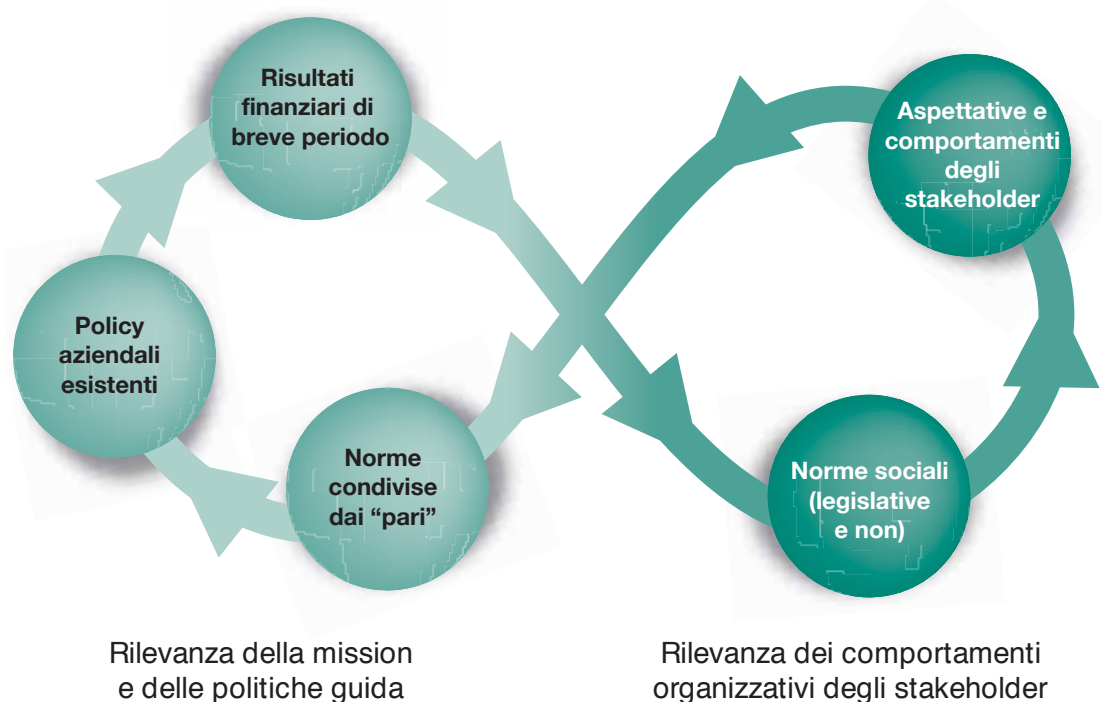 Risultati
finanziari di
breve periodo
Aspettative e
comportamenti
degli
stakeholder
Policy
aziendali
esistenti
Norme
condivise
dai “pari”
Norme sociali
(legislative
e non)
Rilevanza della mission
e delle politiche guida
Rilevanza dei comportamenti
organizzativi degli stakeholder